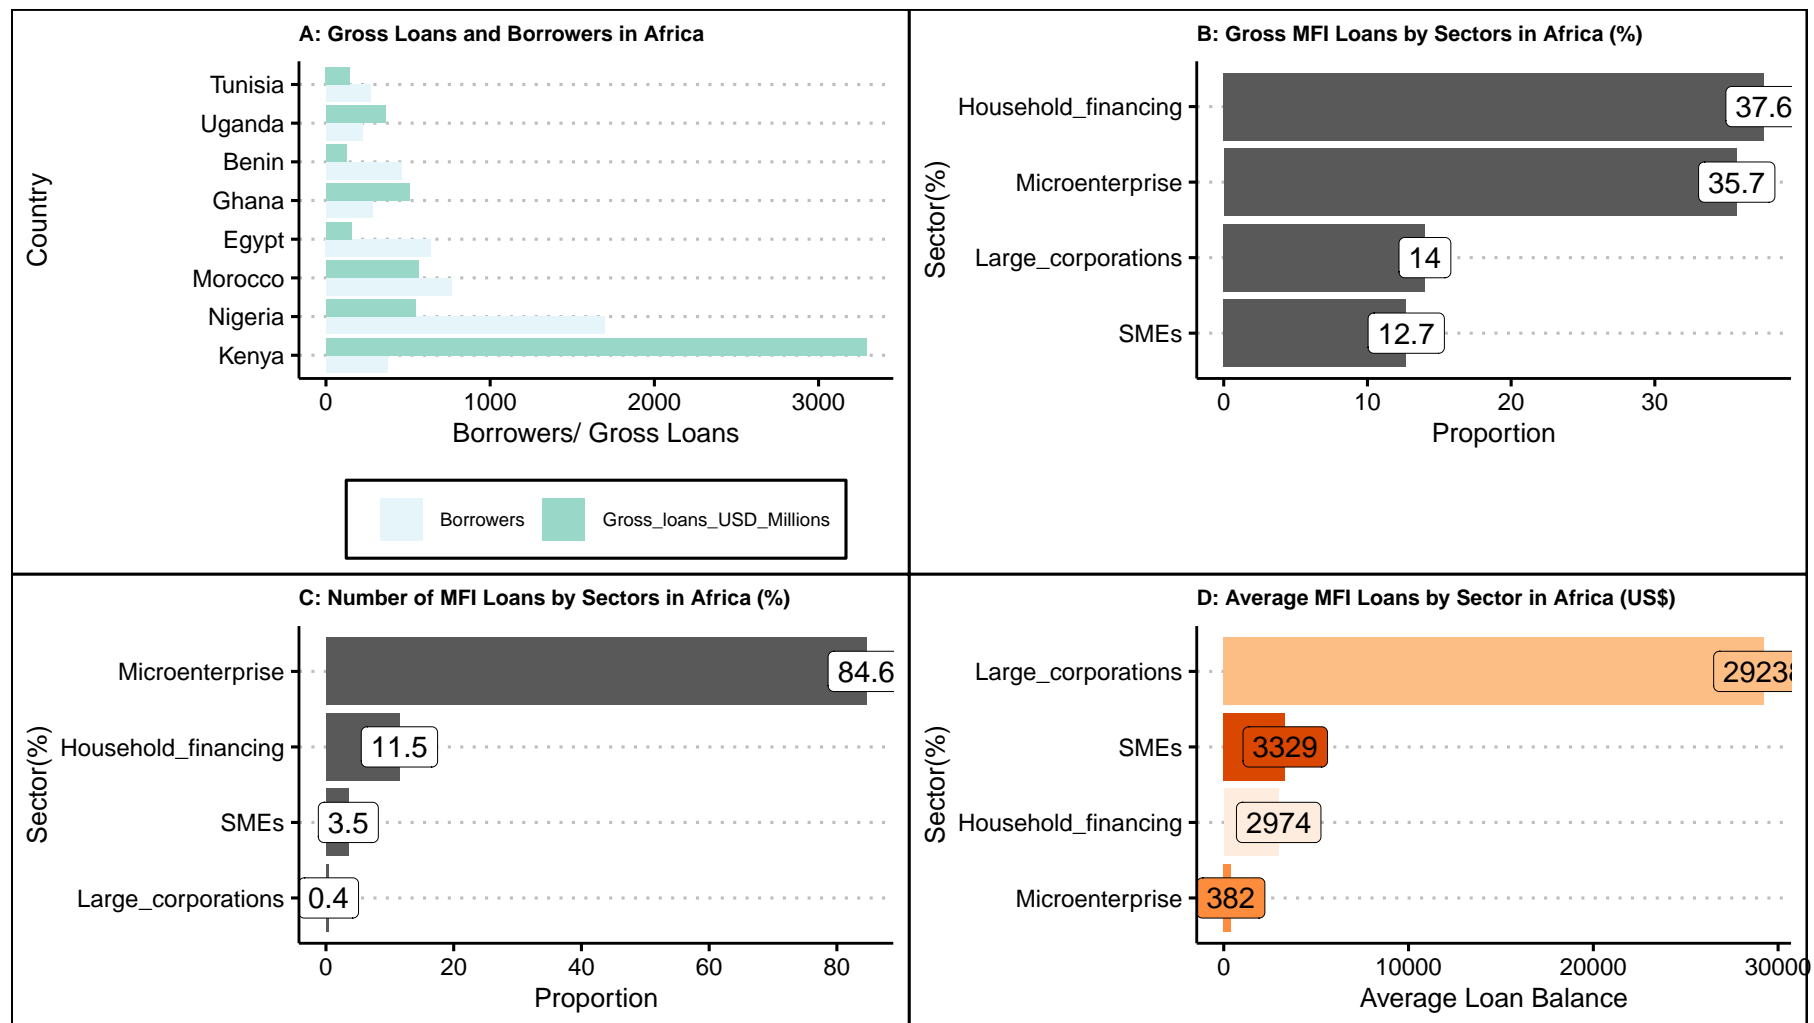 A: Gross Loans and Borrowers in Africa
Country
Tunisia
Uganda
Benin
Ghana
Egypt
Morocco
Nigeria
Kenya
0 1000 2000 3000
Borrowers/ Gross Loans
Borrowers Gross_loans_USD_Millions
B: Gross MFI Loans by Sectors in Africa (%)
Sector(%)
Household_financing 37.6
Microenterprise 35.7
Large_corporations 14
SMEs 12.7
0 10 20 30
Proportion
C: Number of MFI Loans by Sectors in Africa (%)
Sector(%)
Microenterprise 84.6
Household_financing 11.5
SMEs 3.5
Large_corporations 0.4
0 20 40 60 80
Proportion
D: Average MFI Loans by Sector in Africa (US$)
Sector(%)
Large_corporations 29238
SMEs 3329
Household_financing 2974
Microenterprise 382
0 10000 20000 30000
Average Loan Balance